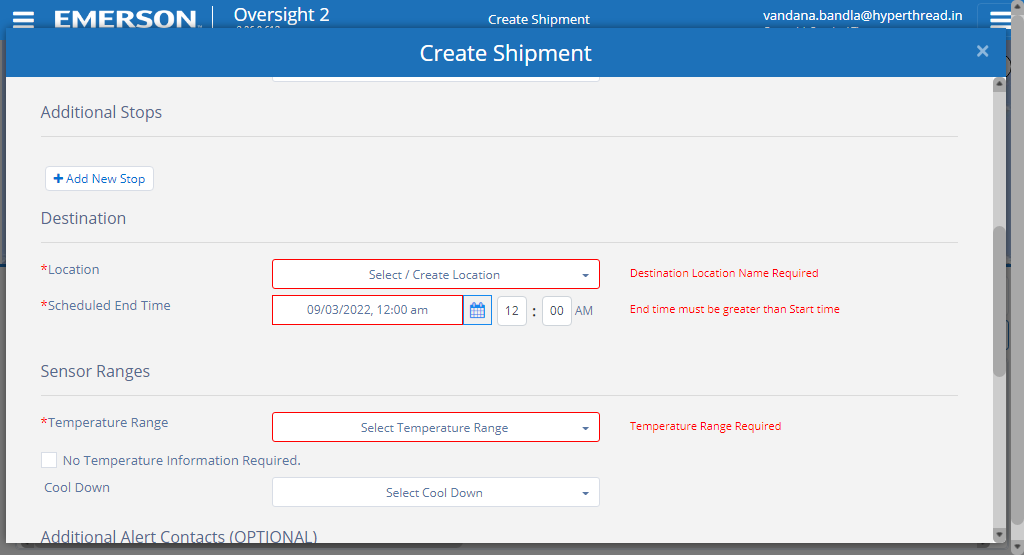 EMERSON
Oversight 2
Create Shipment
vandana.bandla@hyperthread.in
Create Shipment
×
Additional Stops
+ Add New Stop
Destination
*Location
Select / Create Location
Destination Location Name Required
*Scheduled End Time
09/03/2022, 12:00 am
12 : 00 AM
End time must be greater than Start time
Sensor Ranges
*Temperature Range
Select Temperature Range
Temperature Range Required
No Temperature Information Required.
Cool Down
Select Cool Down
Additional Alert Contacts (OPTIONAL)